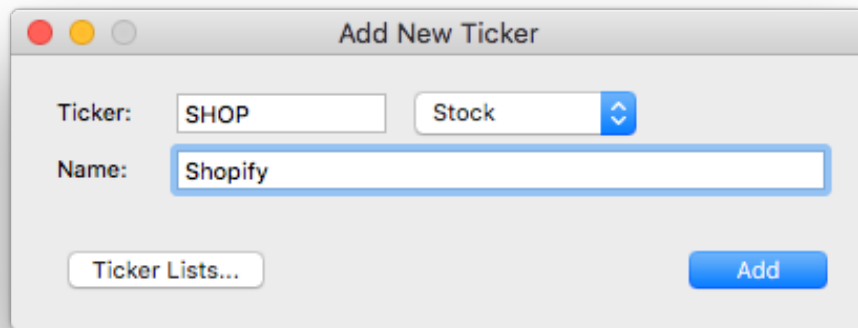 Add New Ticker
Ticker: SHOP Stock
Name: Shopify
Ticker Lists... Add